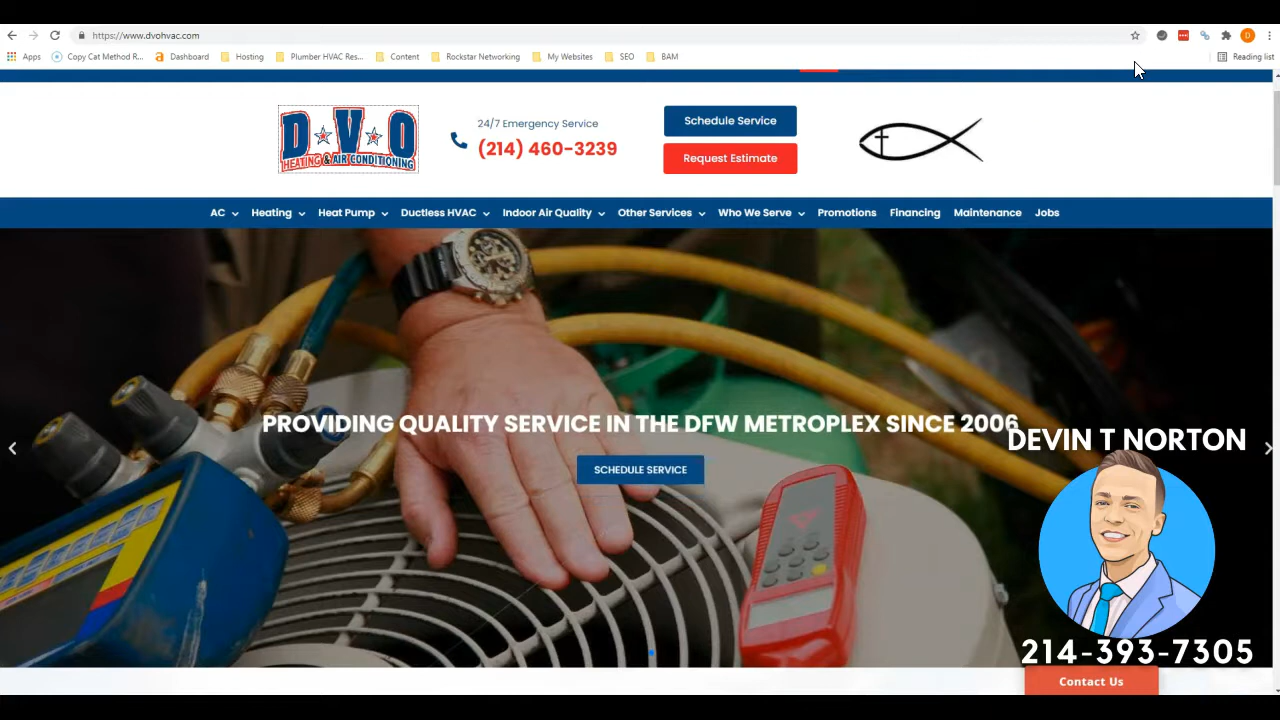 https://www.dvohvac.com
Apps Copy Cat Method R... Dashboard Hosting Plumber HVAC Res... Content Rockstar Networking My Websites SEO BAM Reading list
D
DVO
HEATING & AIR CONDITIONING
24/7 Emergency Service
(214) 460-3239
Schedule Service
Request Estimate
AC Heating Heat Pump Ductless HVAC Indoor Air Quality Other Services Who We Serve Promotions Financing Maintenance Jobs
PROVIDING QUALITY SERVICE IN THE DFW METROPLEX SINCE 2006
SCHEDULE SERVICE
DEVIN T NORTON
214-393-7305
Contact Us